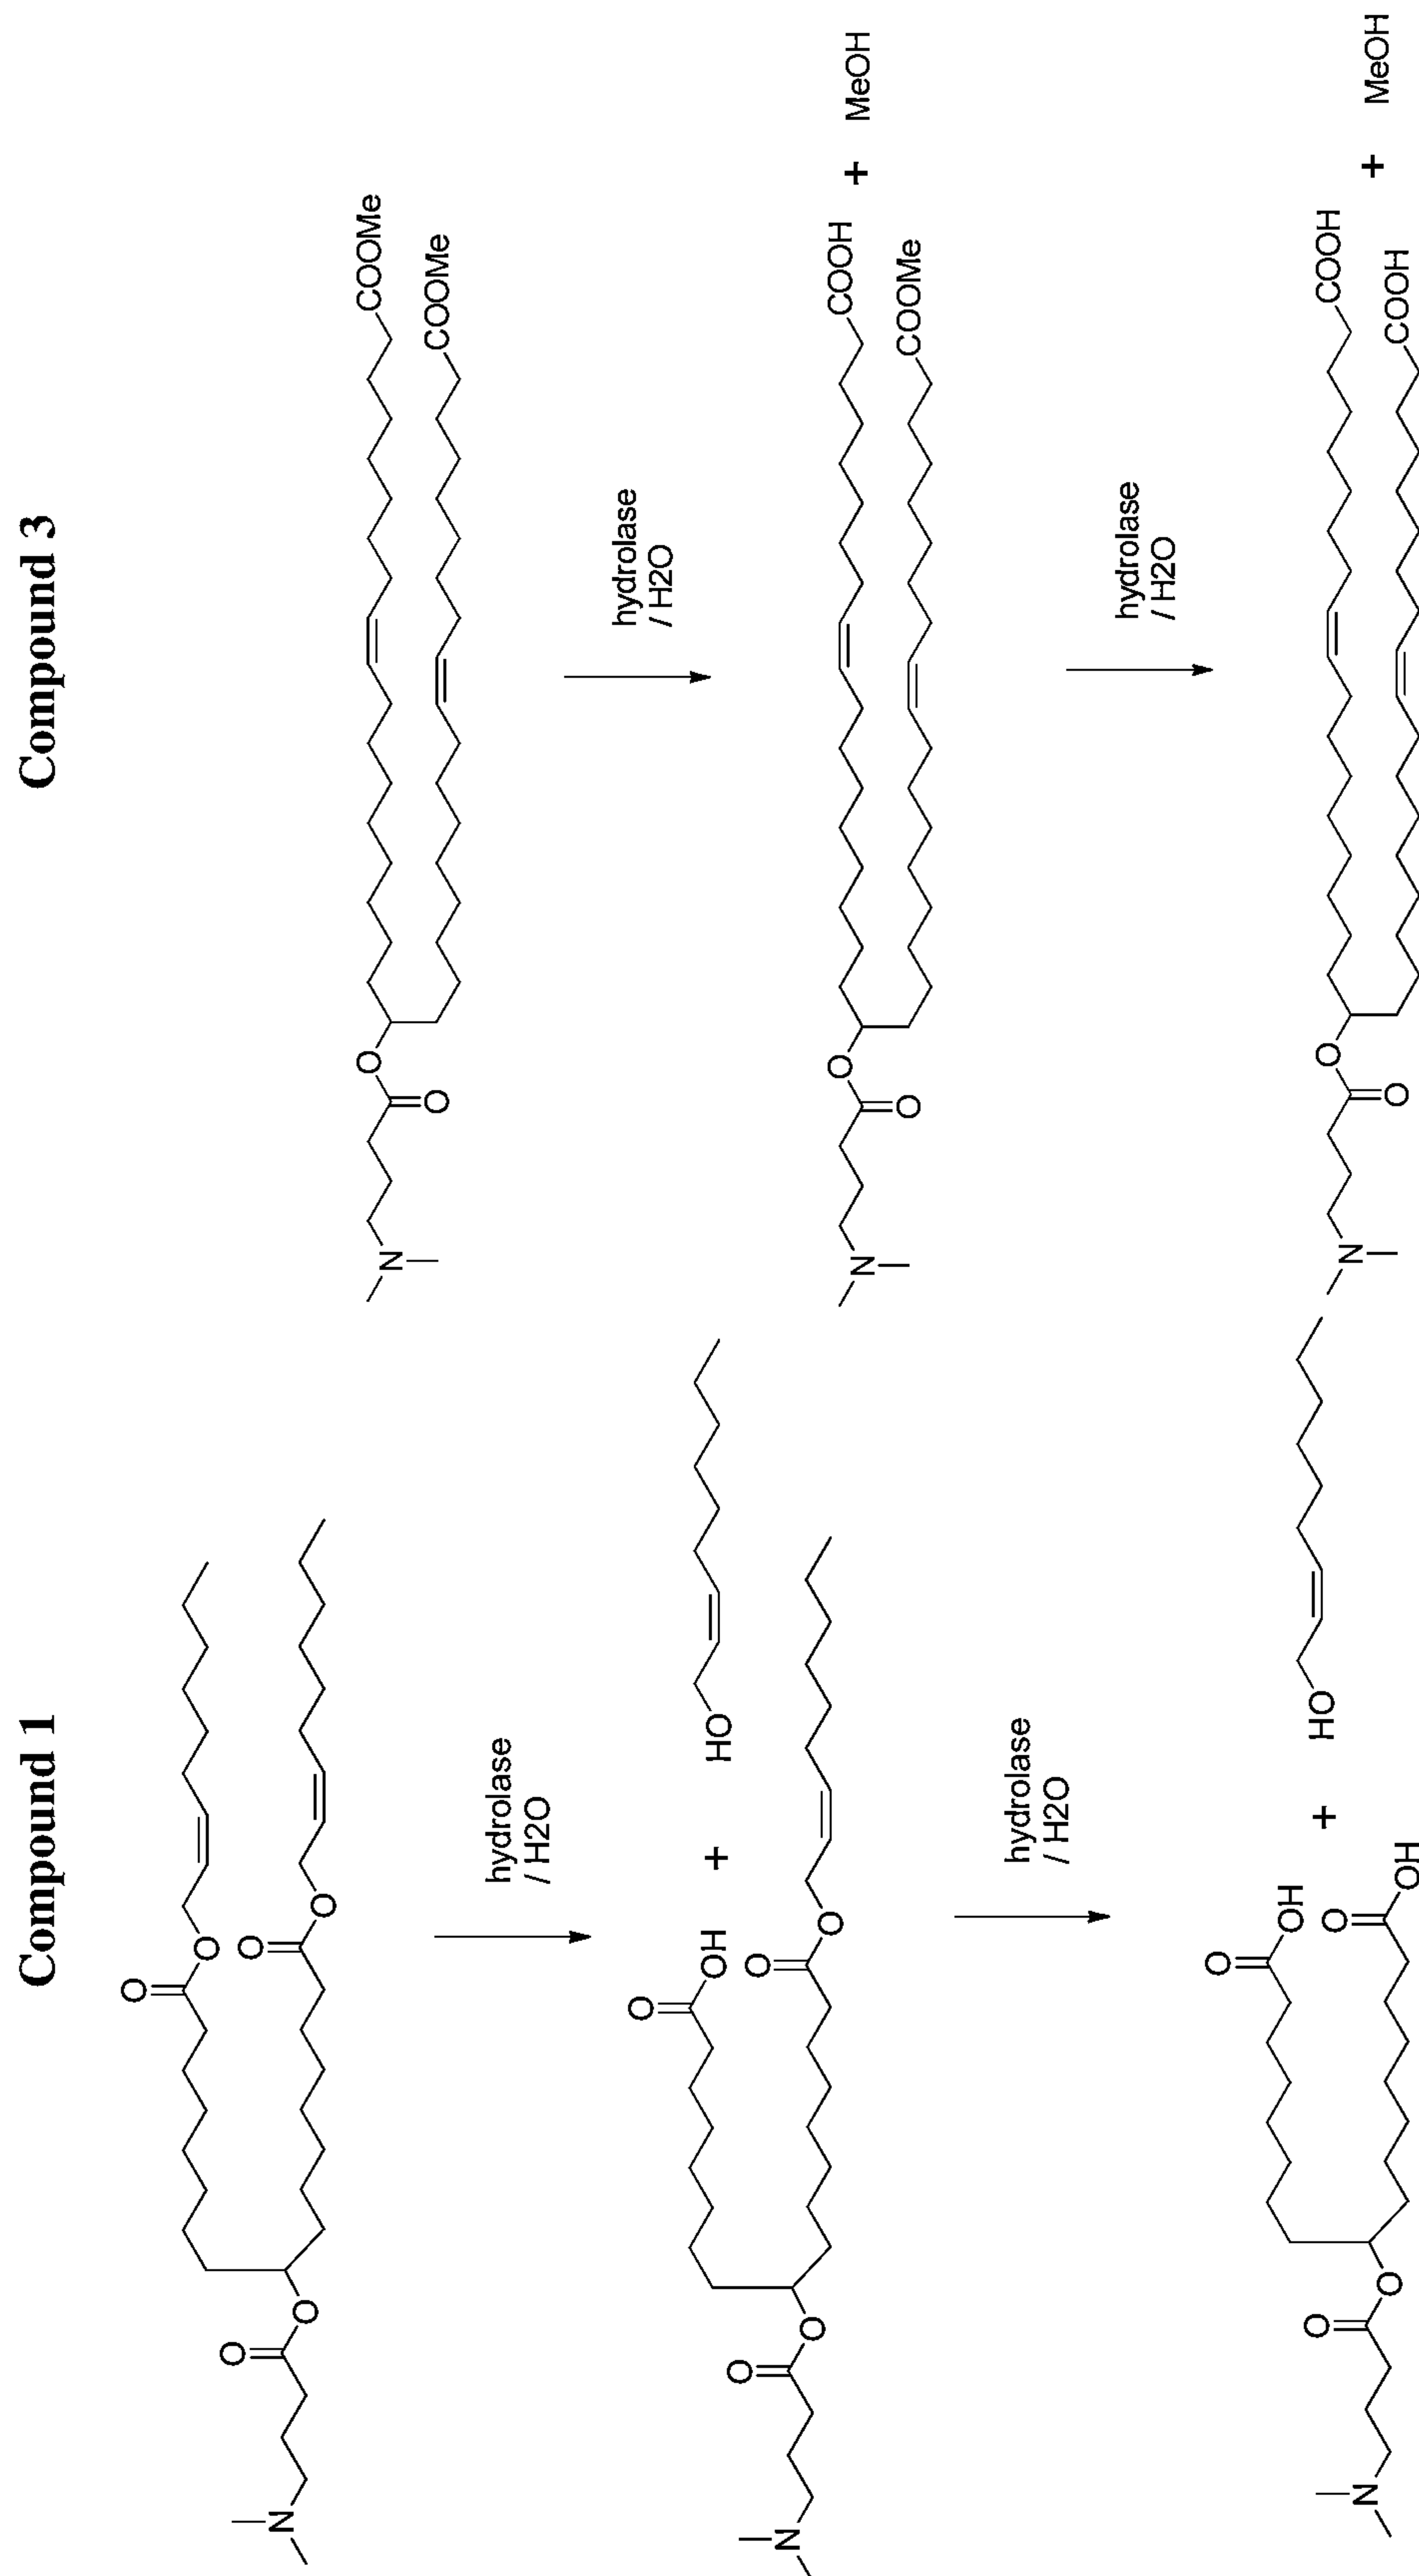 Compound 1
O
O
O
O
O
O
N
hydrolase
/ H2O
O
OH
O
O
O
O
N
+
HO
hydrolase
/ H2O
O
OH
O
OH
O
O
N
+
HO
Compound 3
COOMe
COOMe
O
O
N
hydrolase
/ H2O
COOH
COOMe
O
O
N
+ MeOH
hydrolase
/ H2O
COOH
COOH
O
O
N
+ MeOH